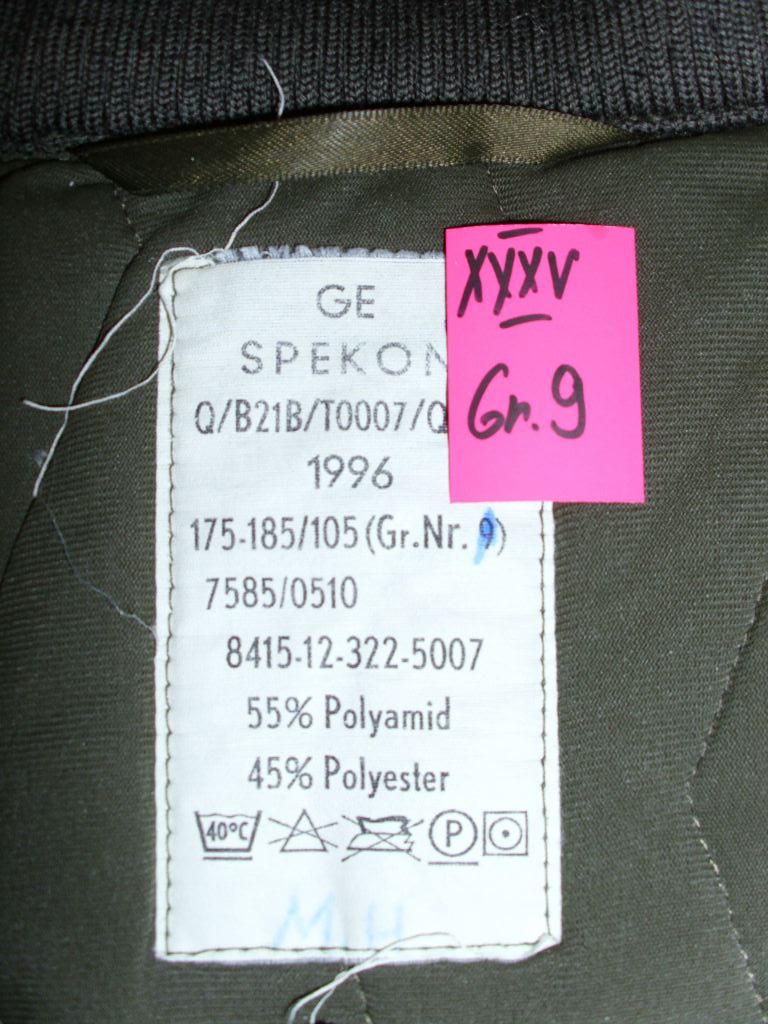 GE
SPEKON
Q/B21B/T0007/Q
1996
175-185/105 (Gr.Nr. 9)
7585/0510
8415-12-322-5007
55% Polyamid
45% Polyester
40°C P
M H
XXXV
Gr. 9